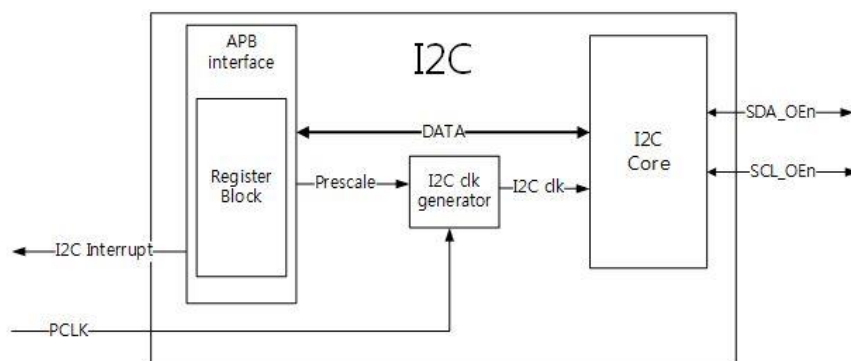 APB
interface
I2C
Register
Block
DATA
Prescale
I2C clk
generator
I2C clk
I2C
Core
SDA_OEn
SCL_OEn
I2C Interrupt
PCLK